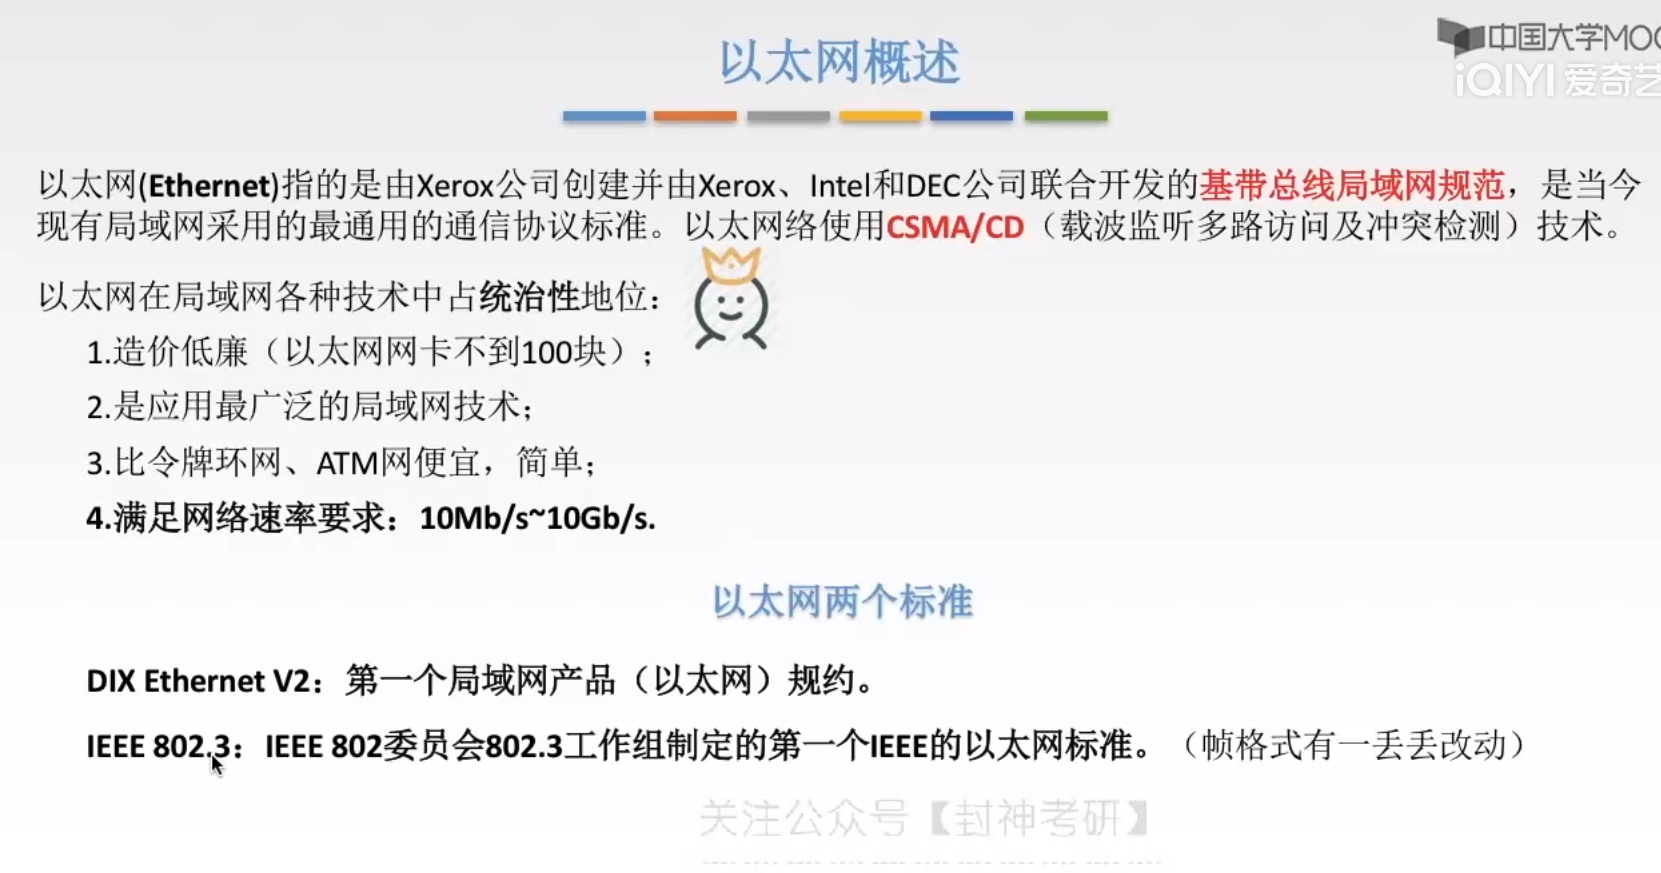 中国大学MOO
iQIYI 爱奇艺
以太网概述
以太网(Ethernet)指的是由Xerox公司创建并由Xerox、Intel和DEC公司联合开发的基带总线局域网规范，是当今
现有局域网采用的最通用的通信协议标准。以太网络使用CSMA/CD（载波监听多路访问及冲突检测）技术。
以太网在局域网各种技术中占统治性地位：
1.造价低廉（以太网网卡不到100块）；
2.是应用最广泛的局域网技术；
3.比令牌环网、ATM网便宜，简单；
4.满足网络速率要求：10Mb/s~10Gb/s.
以太网两个标准
DIX Ethernet V2：第一个局域网产品（以太网）规约。
IEEE 802.3：IEEE 802委员会802.3工作组制定的第一个IEEE的以太网标准。（帧格式有一丢丢改动）
关注公众号【封神考研】